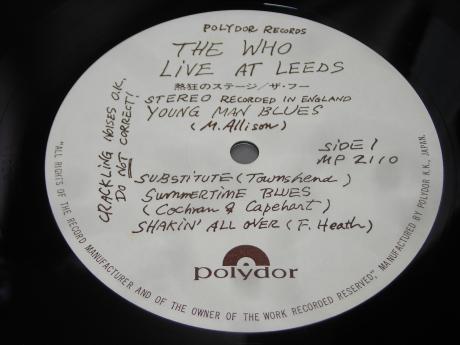 POLYDOR RECORDS
THE WHO
LiVE AT LEEDS
熱狂のステージ/ザ・フー
STEREO RECORDED IN ENGLAND
YOUNG MAN BLUES
(M. Allison)
CRACKLING NOISES O.K.
DO NOT CORRECT!
SiDE 1
MP 2110
SUBSTITUTE (Townshend)
SUMMERTIME BLUES
(Cochran & Capehart)
SHAKIN' ALL OVER (F. Heath)
polydor
"ALL RIGHTS OF THE RECORD MANUFACTURER AND OF THE OWNER OF THE WORK RECORDED RESERVED," MANUFACTURED BY POLYDOR K.K., JAPAN.